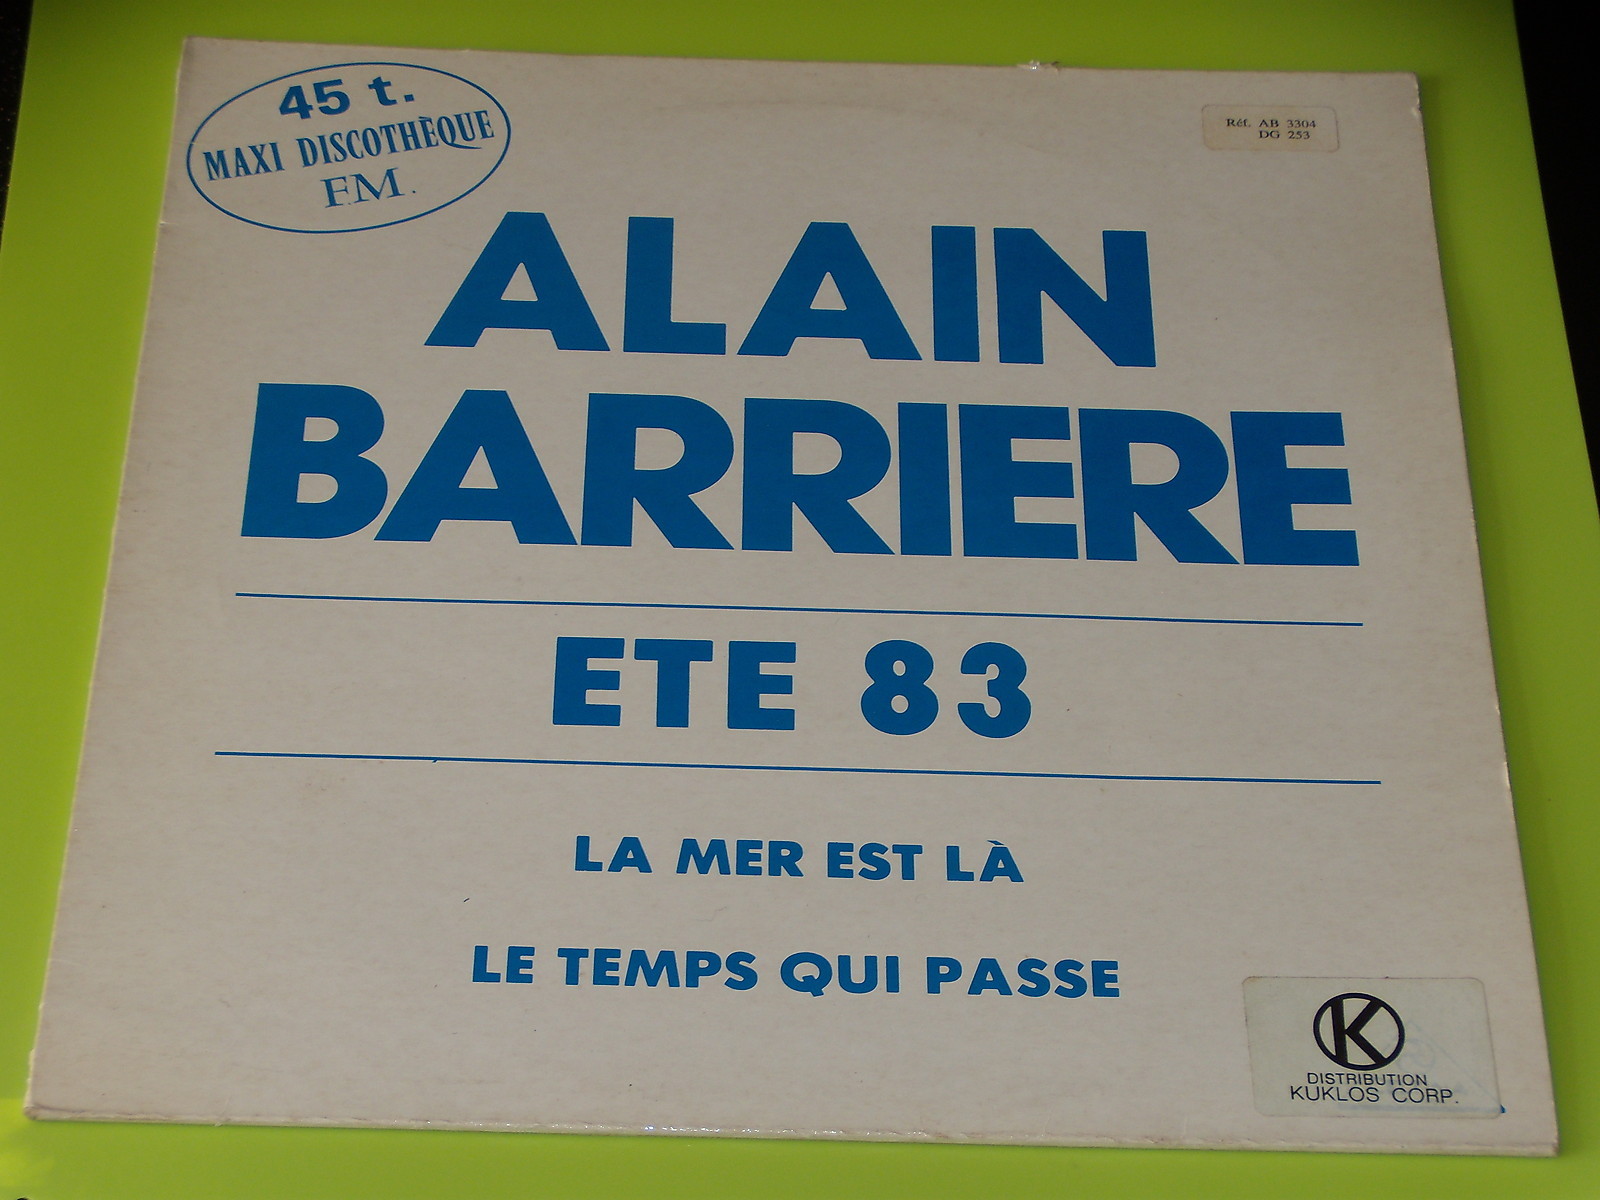 45 t.
MAXI DISCOTHÈQUE
F.M.
Réf. AB 3304
DG 253
ALAIN
BARRIERE
ETE 83
LA MER EST LÀ
LE TEMPS QUI PASSE
K
DISTRIBUTION
KUKLOS CORP.